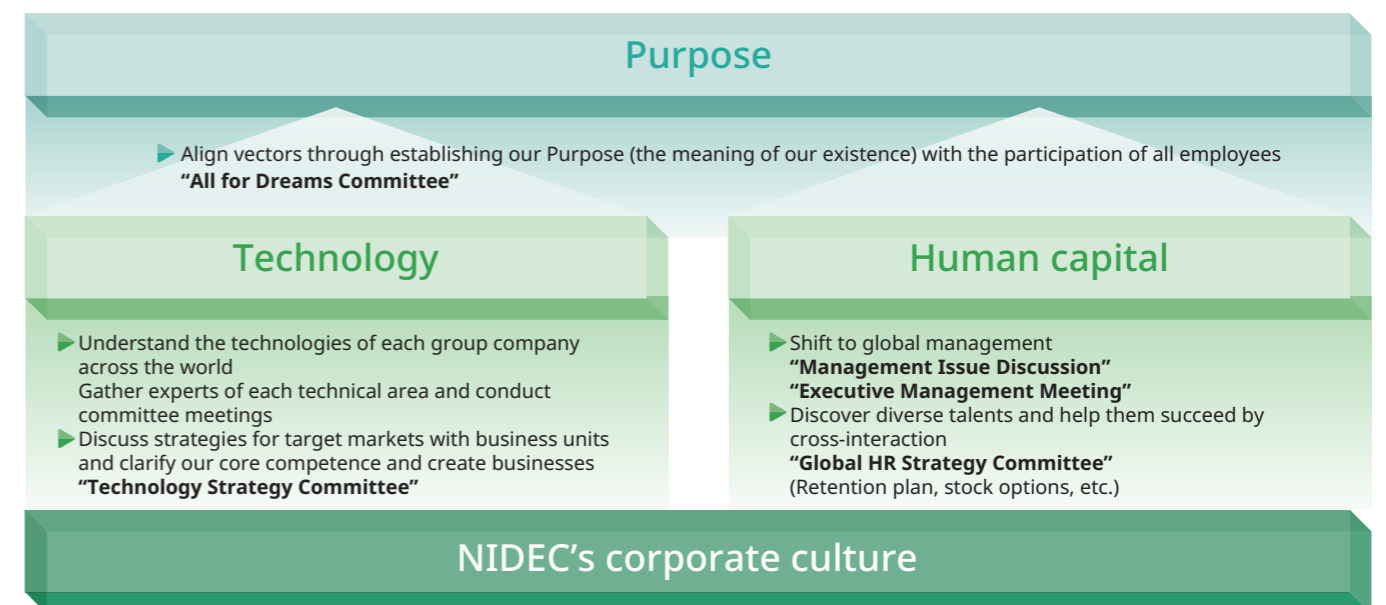 Purpose
Align vectors through establishing our Purpose (the meaning of our existence) with the participation of all employees
“All for Dreams Committee”
Technology
Understand the technologies of each group company
across the world
Gather experts of each technical area and conduct
committee meetings
Discuss strategies for target markets with business units
and clarify our core competence and create businesses
“Technology Strategy Committee”
Human capital
Shift to global management
“Management Issue Discussion”
“Executive Management Meeting”
Discover diverse talents and help them succeed by
cross-interaction
“Global HR Strategy Committee”
(Retention plan, stock options, etc.)
NIDEC’s corporate culture